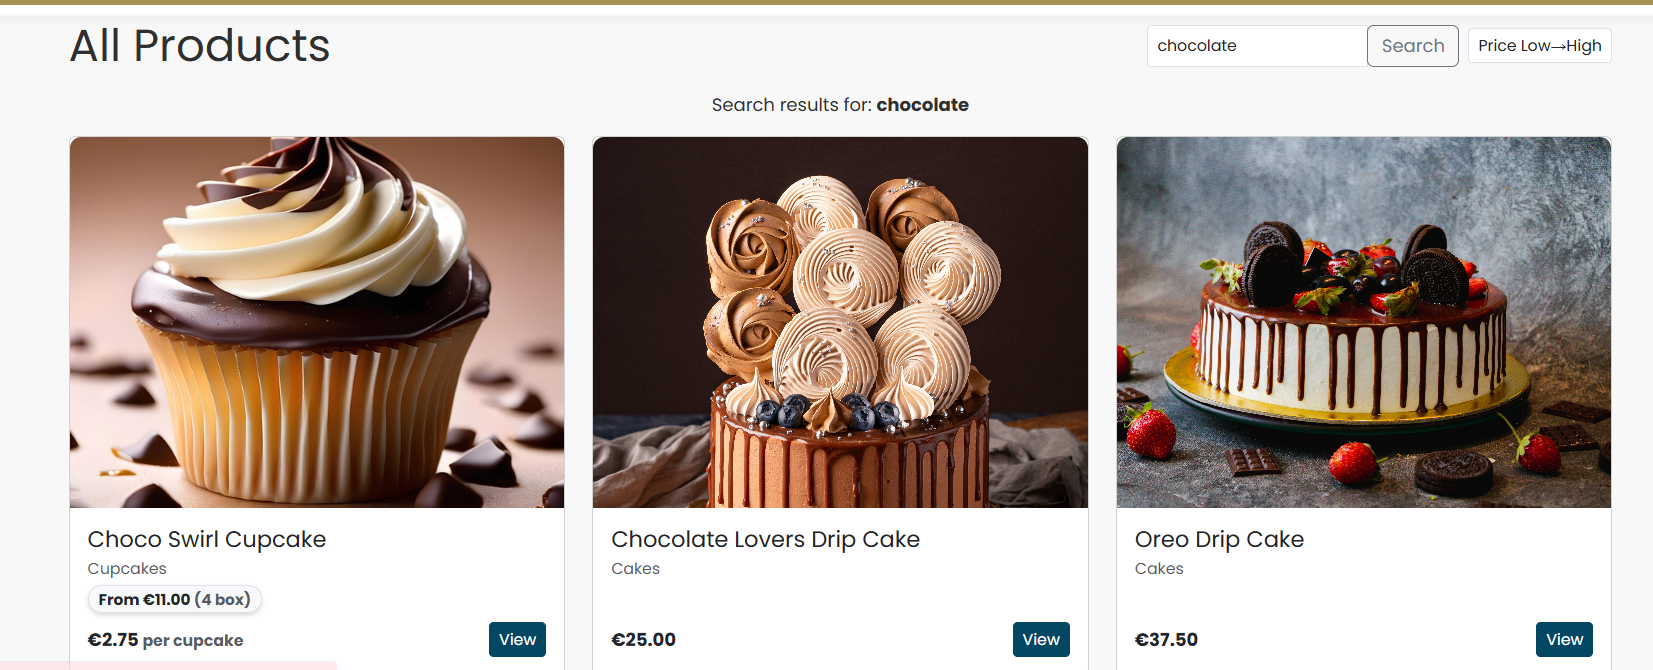 All Products
chocolate
Search
Price Low→High
Search results for: chocolate
Choco Swirl Cupcake
Cupcakes
From €11.00 (4 box)
€2.75 per cupcake
View
Chocolate Lovers Drip Cake
Cakes
€25.00
View
Oreo Drip Cake
Cakes
€37.50
View